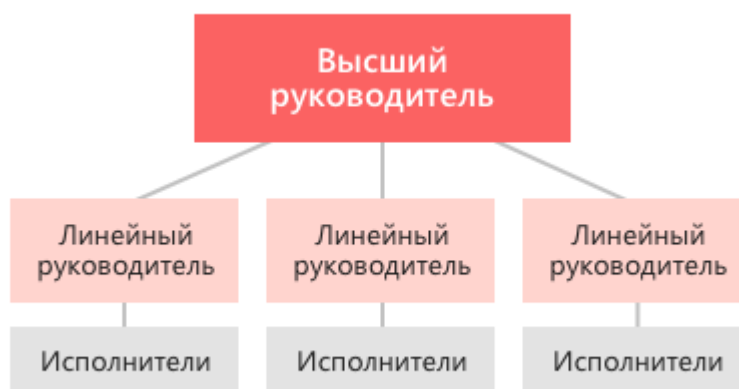 Высший
руководитель
Линейный
руководитель
Линейный
руководитель
Линейный
руководитель
Исполнители
Исполнители
Исполнители